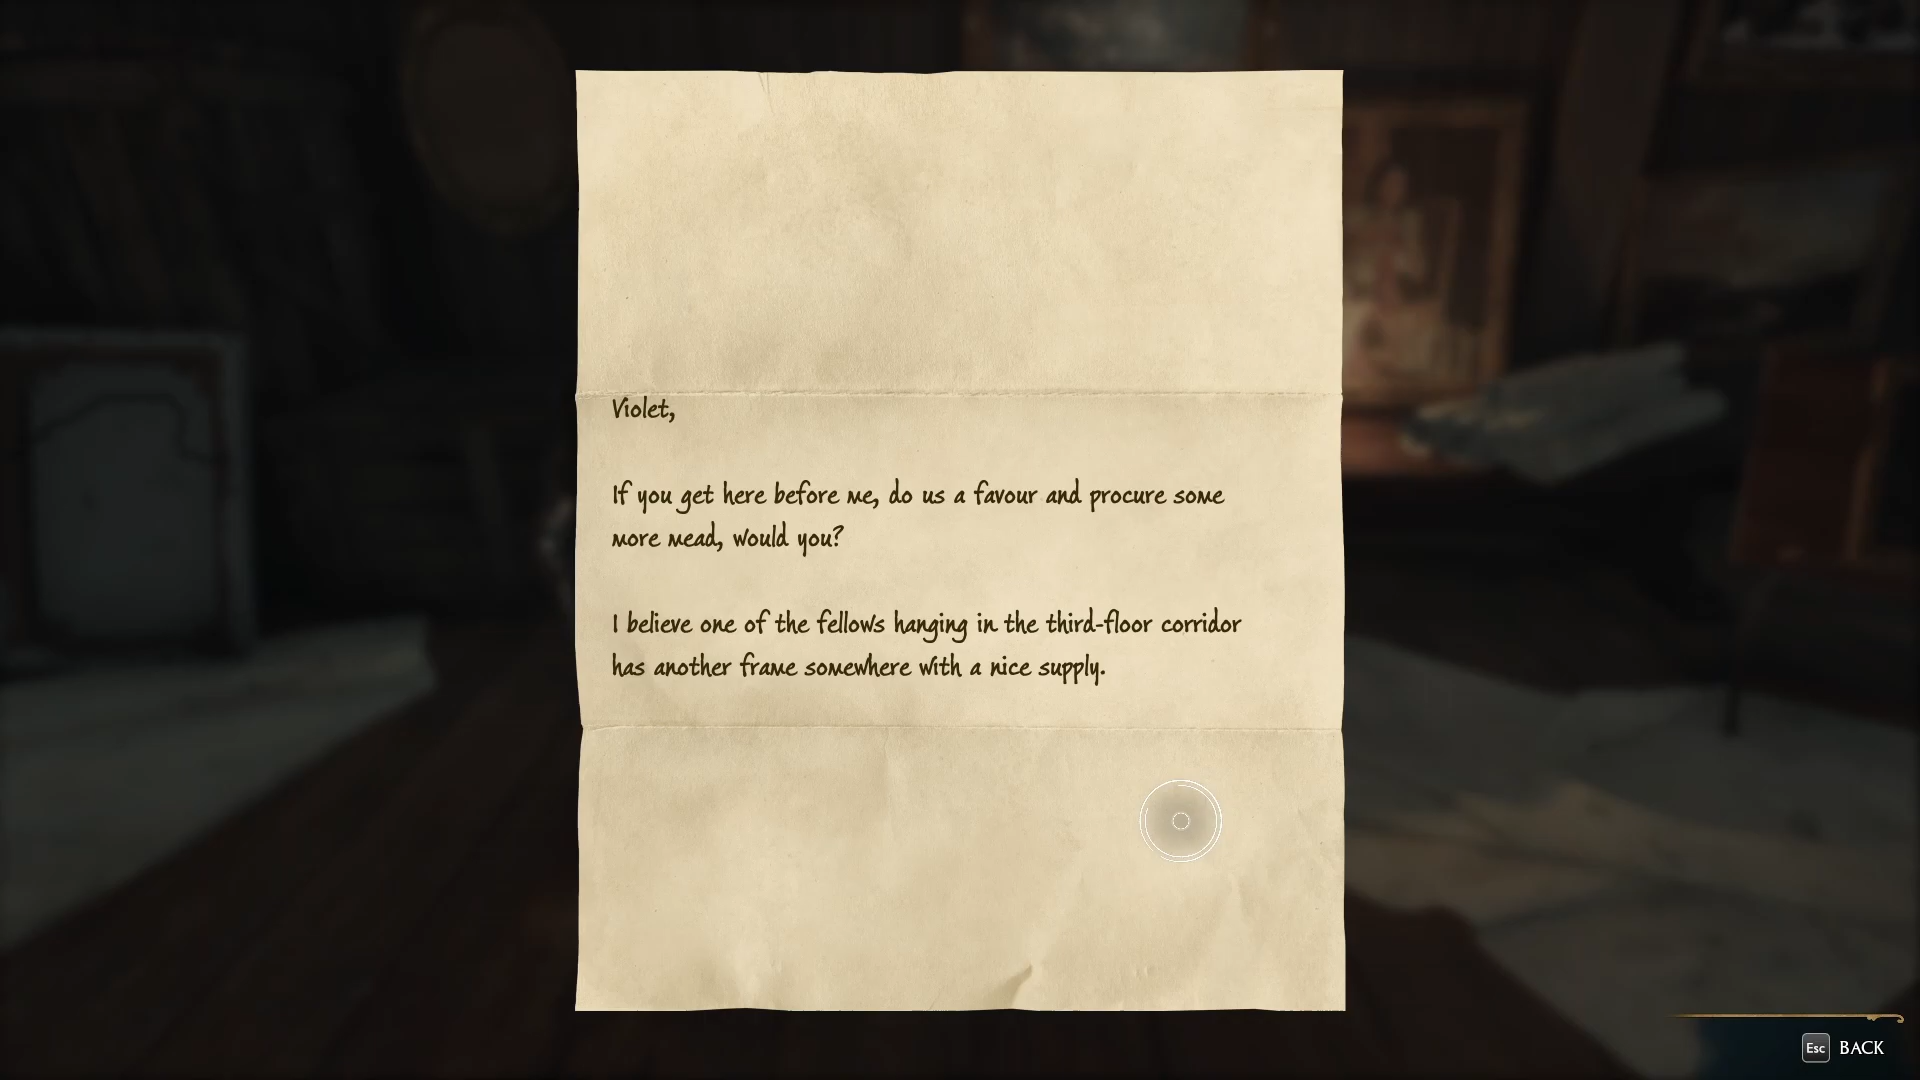 Violet,
If you get here before me, do us a favour and procure some
more mead, would you?
I believe one of the fellows hanging in the third-floor corridor
has another frame somewhere with a nice supply.
Esc BACK